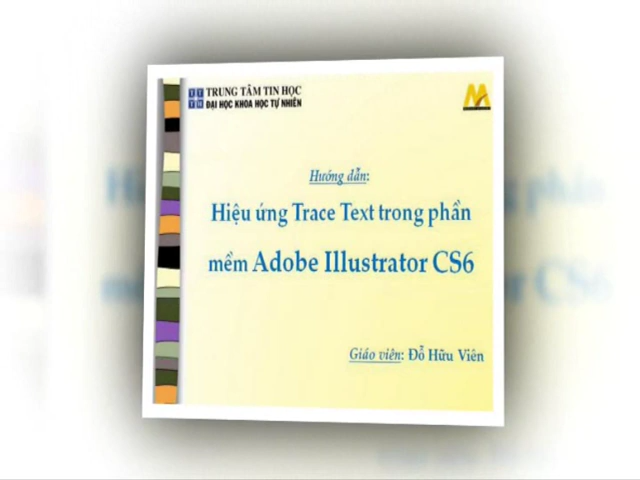 TRUNG TÂM TIN HỌC
ĐẠI HỌC KHOA HỌC TỰ NHIÊN
Hướng dẫn:
Hiệu ứng Trace Text trong phần
mềm Adobe Illustrator CS6
Giáo viên: Đỗ Hữu Viên